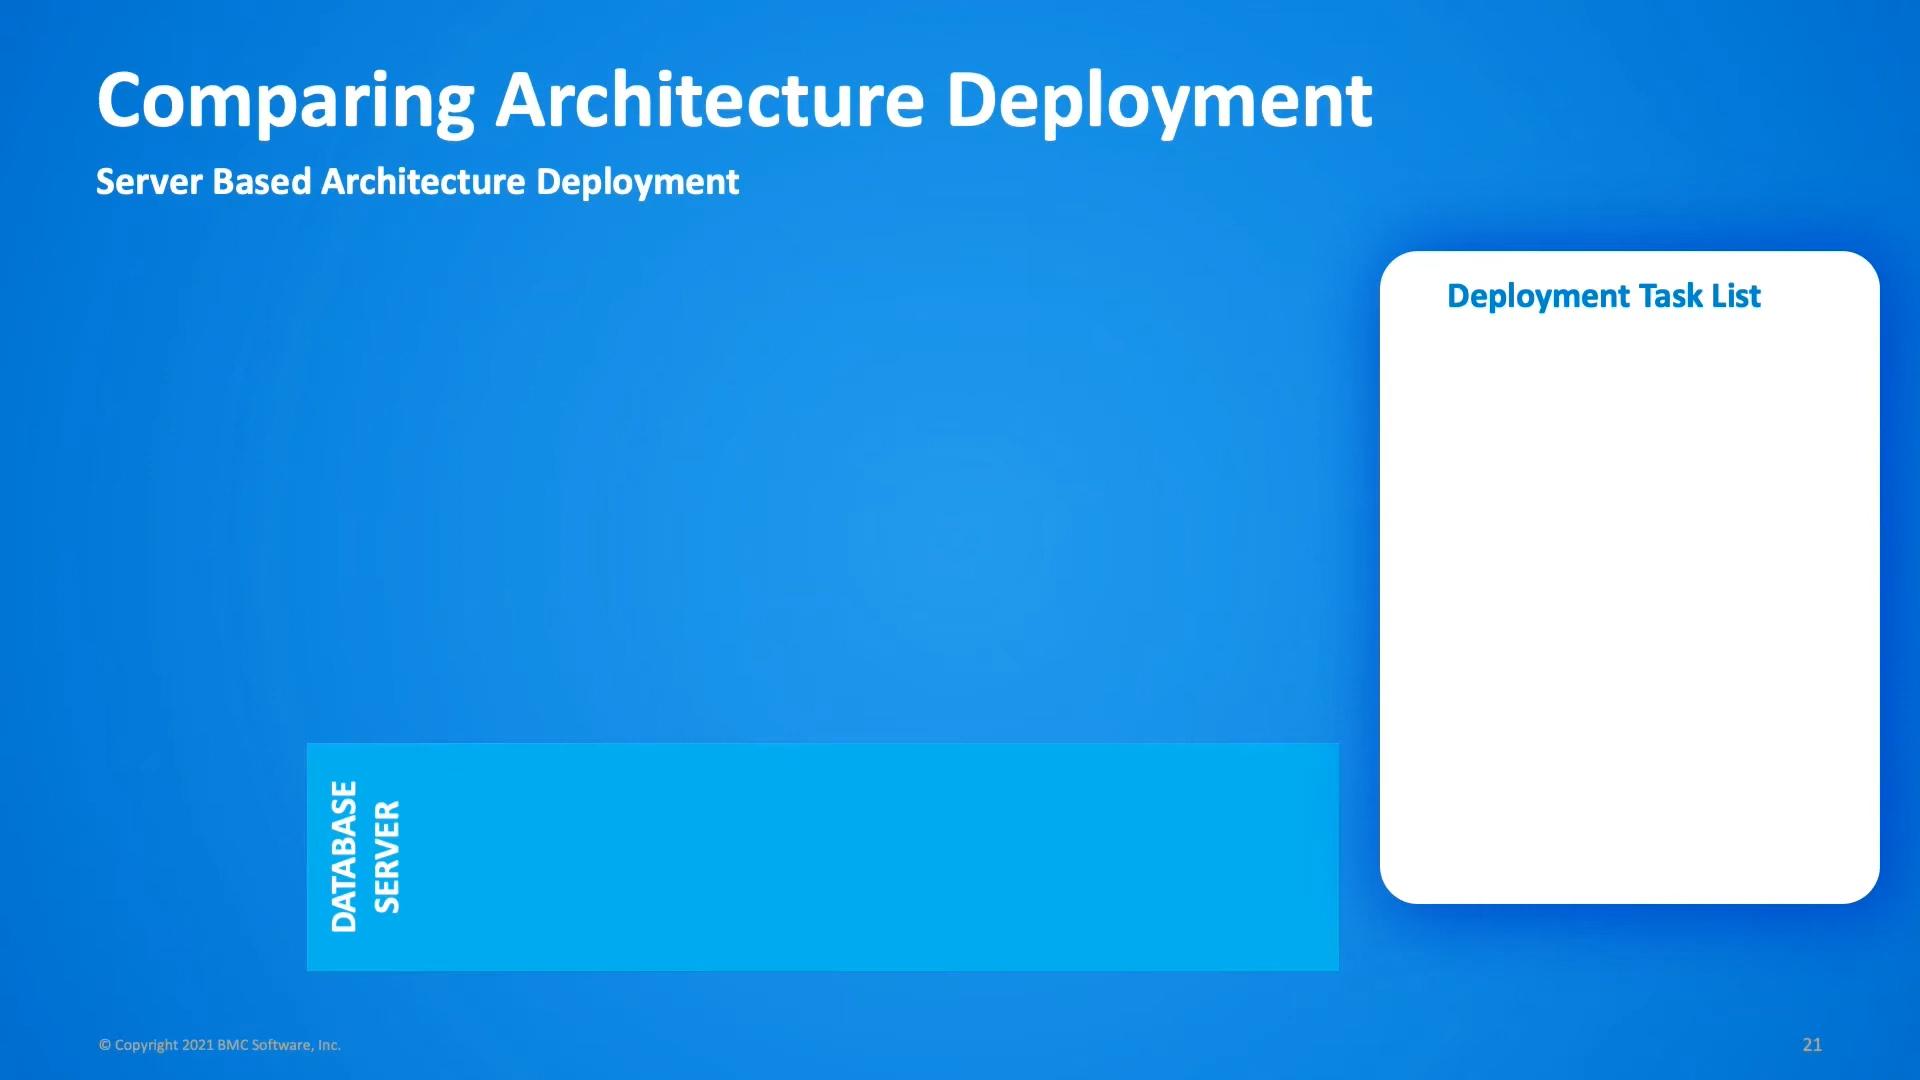 Comparing Architecture Deployment
Server Based Architecture Deployment
Deployment Task List
DATABASE
SERVER
© Copyright 2021 BMC Software, Inc.
21